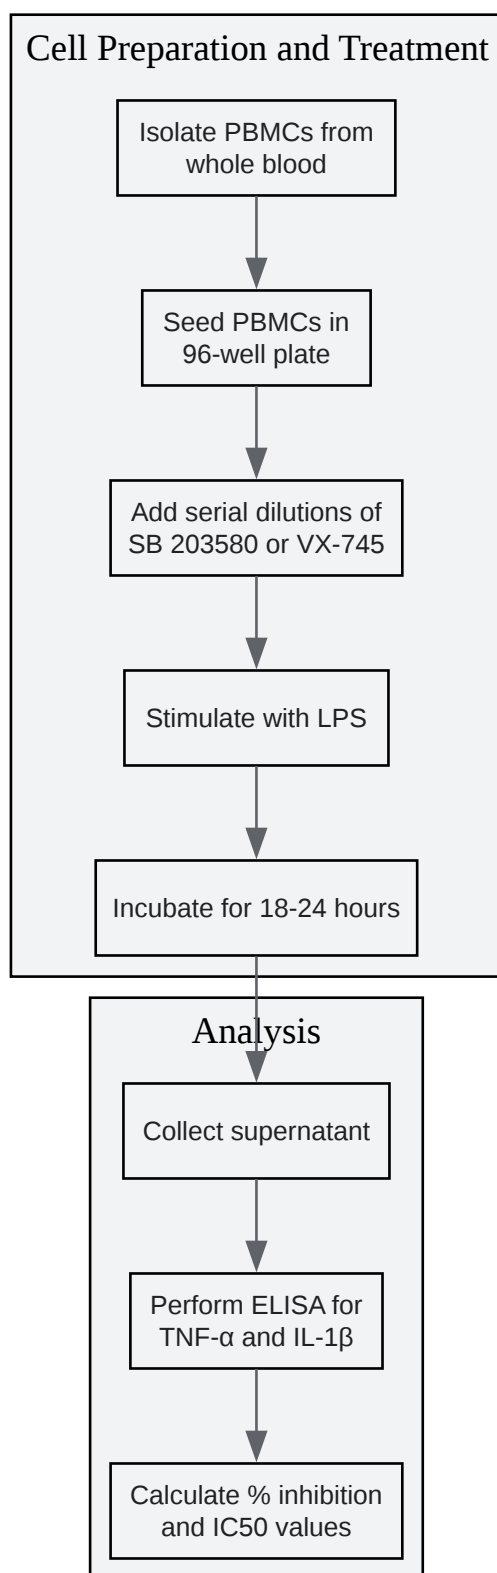 Cell Preparation and Treatment
Isolate PBMCs from
whole blood
Seed PBMCs in
96-well plate
Add serial dilutions of
SB 203580 or VX-745
Stimulate with LPS
Incubate for 18-24 hours
Analysis
Collect supernatant
Perform ELISA for
TNF-α and IL-1β
Calculate % inhibition
and IC50 values